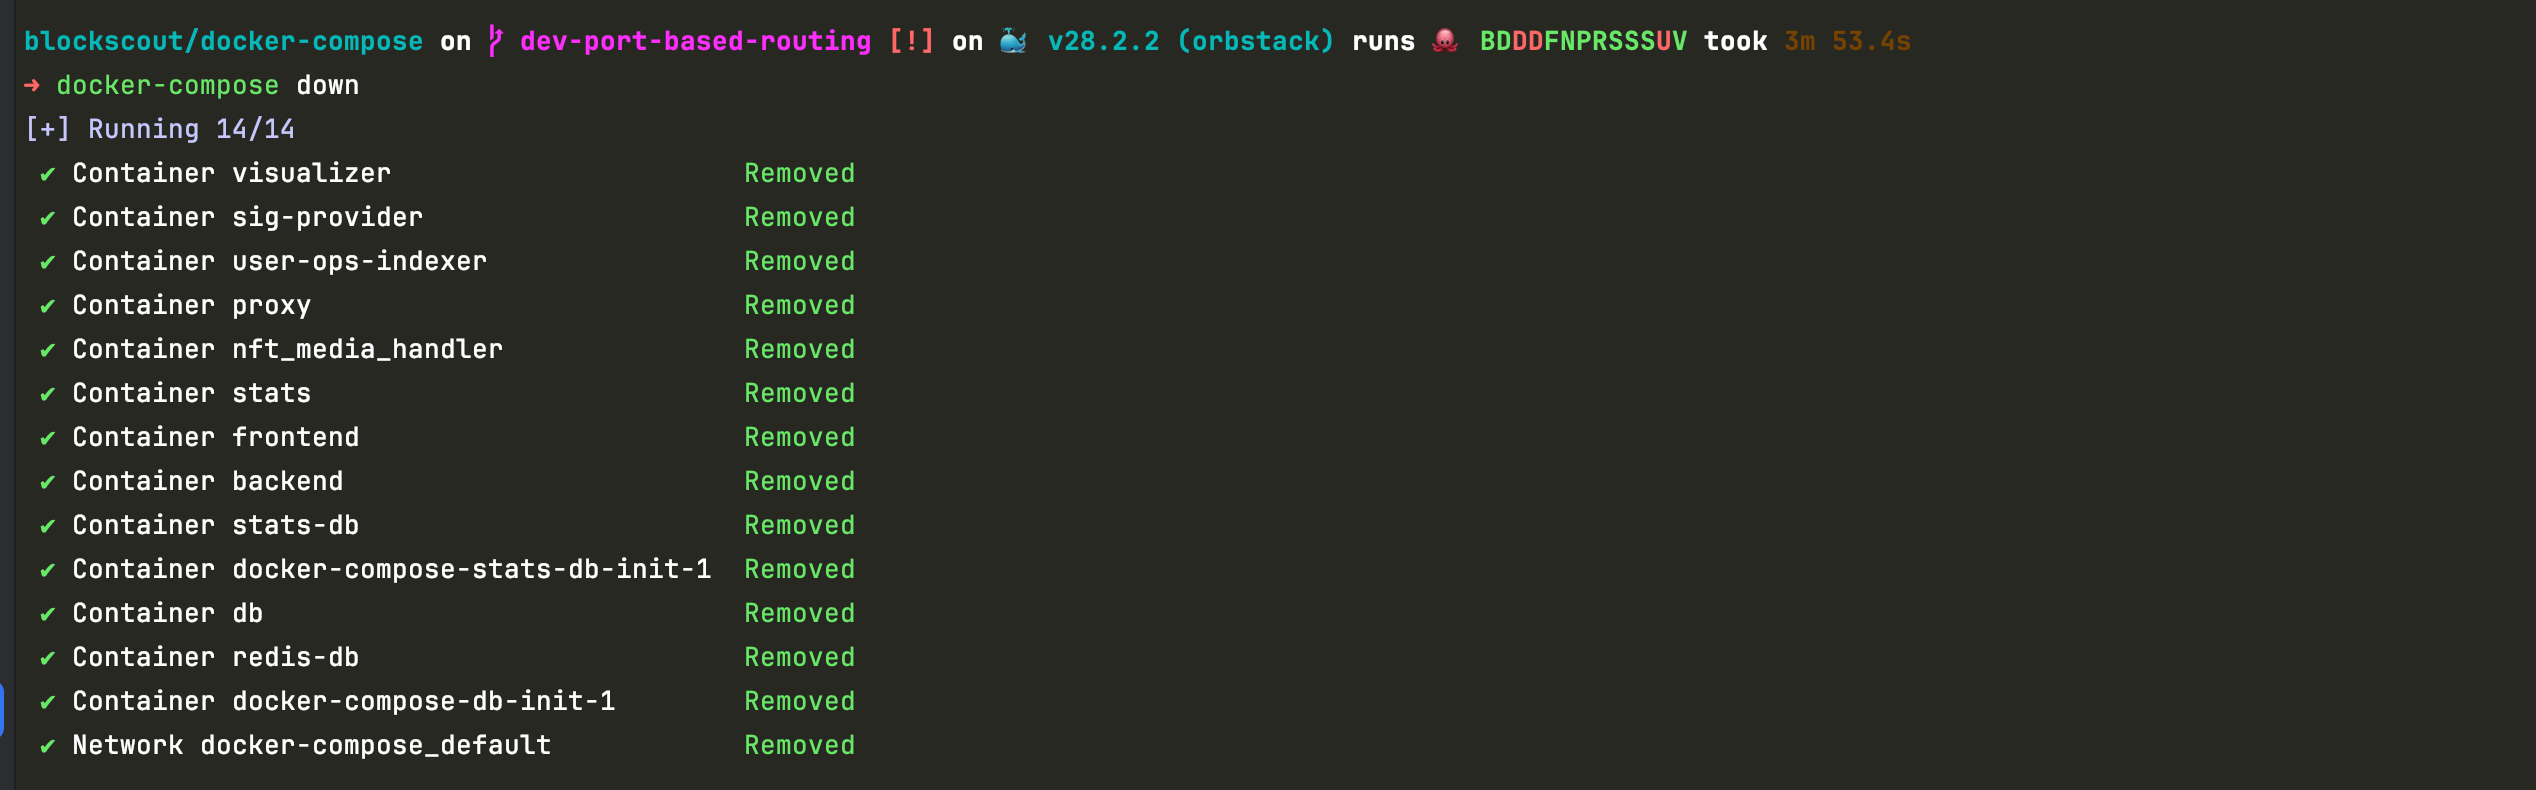 blockscout/docker-compose on dev-port-based-routing [!] on 🐳 v28.2.2 (orbstack) runs 🐙 BDDDFNPRSSSUV took 3m 53.4s
➜ docker-compose down
[+] Running 14/14
✔ Container visualizer Removed
✔ Container sig-provider Removed
✔ Container user-ops-indexer Removed
✔ Container proxy Removed
✔ Container nft_media_handler Removed
✔ Container stats Removed
✔ Container frontend Removed
✔ Container backend Removed
✔ Container stats-db Removed
✔ Container docker-compose-stats-db-init-1 Removed
✔ Container db Removed
✔ Container redis-db Removed
✔ Container docker-compose-db-init-1 Removed
✔ Network docker-compose_default Removed